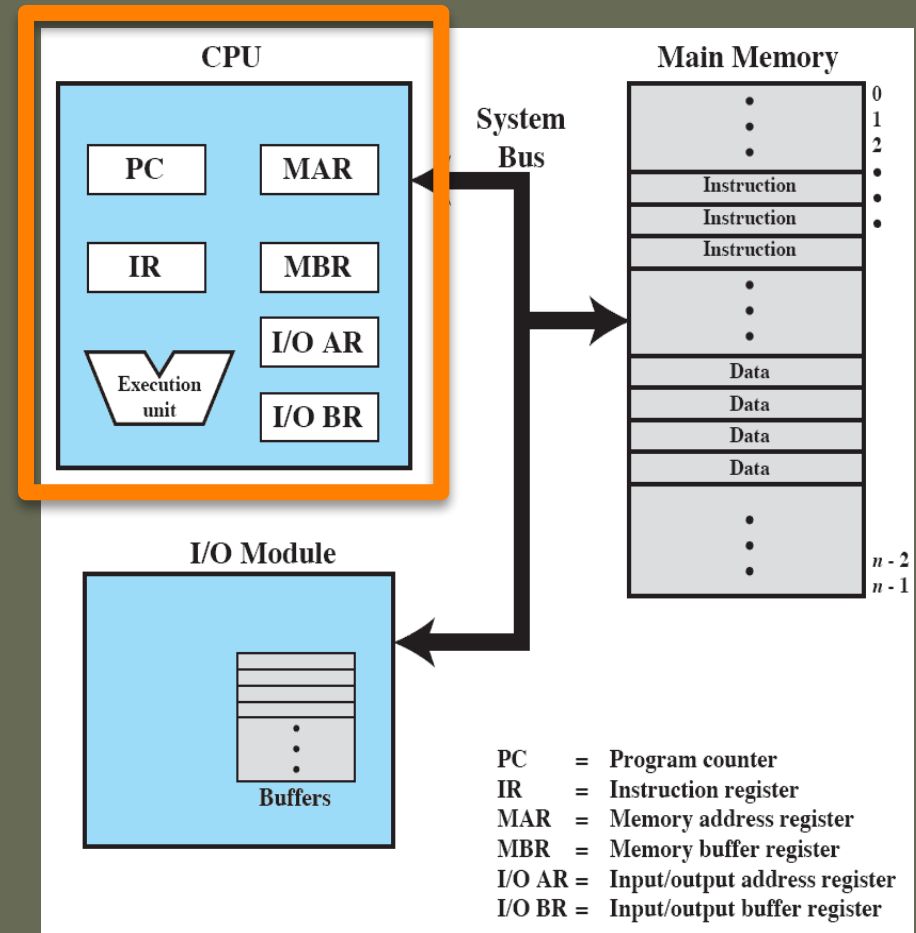 CPU
PC
MAR
IR
MBR
I/O AR
I/O BR
Execution
unit
System
Bus
Main Memory
0
1
2
Instruction
Instruction
Instruction
Data
Data
Data
Data
n - 2
n - 1
I/O Module
Buffers
PC = Program counter
IR = Instruction register
MAR = Memory address register
MBR = Memory buffer register
I/O AR = Input/output address register
I/O BR = Input/output buffer register